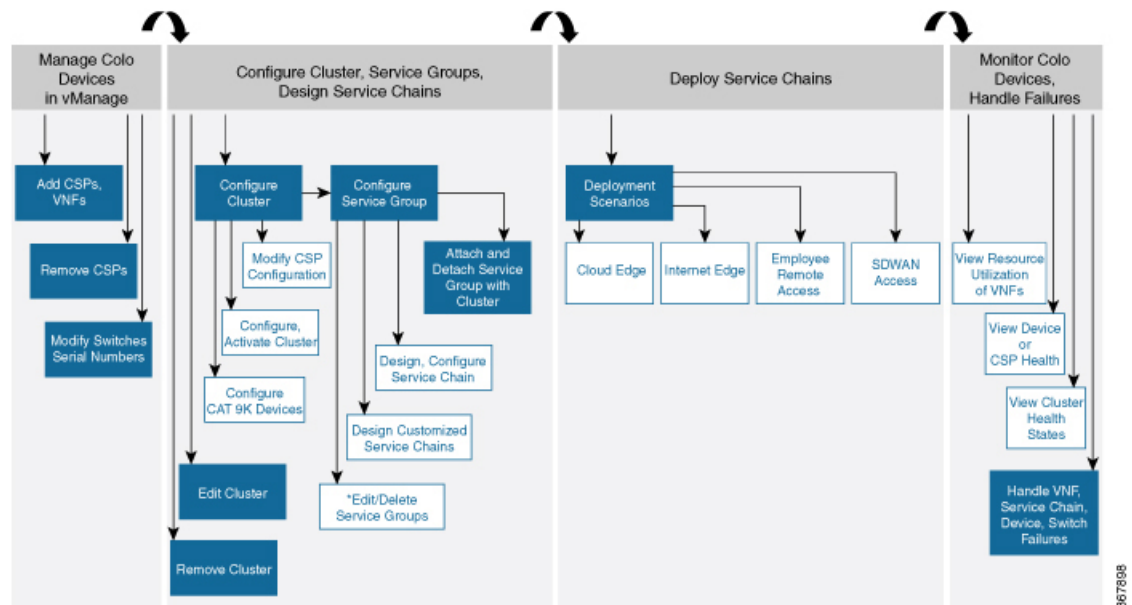 Manage Colo
Devices
in vManage
Configure Cluster, Service Groups,
Design Service Chains
Deploy Service Chains
Monitor Colo
Devices,
Handle Failures
Add CSPs,
VNFs
Remove CSPs
Modify Switches
Serial Numbers
Configure
Cluster
Configure
Service Group
Modify CSP
Configuration
Attach and
Detach Service
Group with
Cluster
Configure,
Activate Cluster
Design, Configure
Service Chain
Configure
CAT 9K Devices
Design Customized
Service Chains
Edit Cluster
*Edit/Delete
Service Groups
Remove Cluster
Deployment
Scenarios
Cloud Edge
Internet Edge
Employee
Remote
Access
SDWAN
Access
View Resource
Utilization
of VNFs
View Device
or
CSP Health
View Cluster
Health
States
Handle VNF,
Service Chain,
Device, Switch
Failures
367898